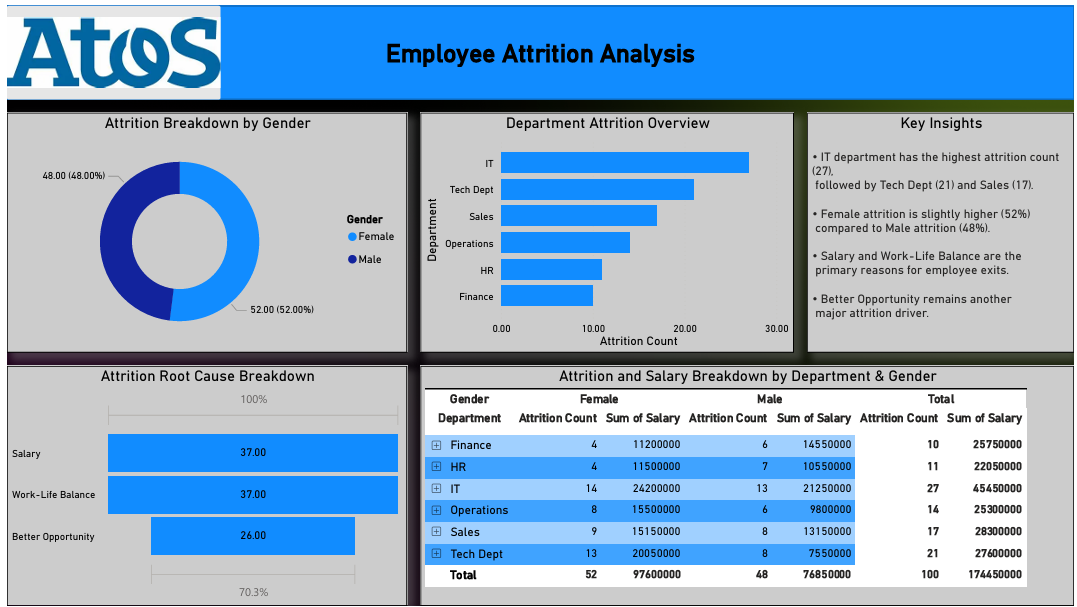 Atos
Employee Attrition Analysis
Attrition Breakdown by Gender
48.00 (48.00%)
52.00 (52.00%)
Gender
Female
Male
Department Attrition Overview
Department
IT
Tech Dept
Sales
Operations
HR
Finance
0.00 10.00 20.00 30.00
Attrition Count
Key Insights
• IT department has the highest attrition count
(27),
followed by Tech Dept (21) and Sales (17).
• Female attrition is slightly higher (52%)
compared to Male attrition (48%).
• Salary and Work-Life Balance are the
primary reasons for employee exits.
• Better Opportunity remains another
major attrition driver.
Attrition Root Cause Breakdown
100%
Salary 37.00
Work-Life Balance 37.00
Better Opportunity 26.00
70.3%
Attrition and Salary Breakdown by Department & Gender
Gender Female Male Total
Department Attrition Count Sum of Salary Attrition Count Sum of Salary Attrition Count Sum of Salary
Finance 4 11200000 6 14550000 10 25750000
HR 4 11500000 7 10550000 11 22050000
IT 14 24200000 13 21250000 27 45450000
Operations 8 15500000 6 9800000 14 25300000
Sales 9 15150000 8 13150000 17 28300000
Tech Dept 13 20050000 8 7550000 21 27600000
Total 52 97600000 48 76850000 100 174450000